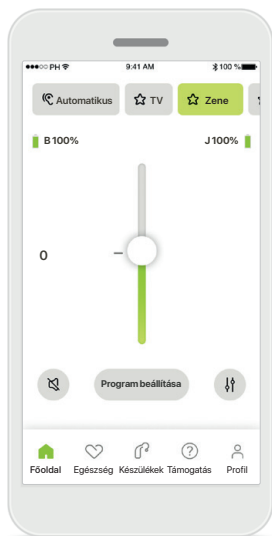 ●●●○○ PH 9:41 AM 100 %
Automatikus TV Zene
B 100% J 100%
0
Program beállítása
Főoldal Egészség Készülékek Támogatás Profil